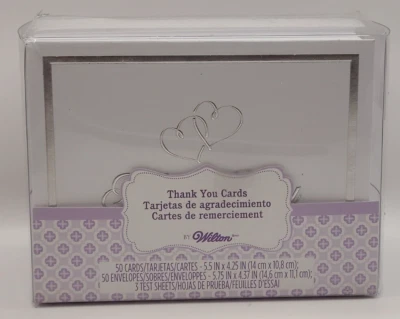 Thank You Cards
Tarjetas de agradecimiento
Cartes de remerciement
BY Wilton
50 CARDS/TARJETAS/CARTES - 5.5 IN X 4.25 IN (14 cm X 10,8 cm);
50 ENVELOPES/SOBRES/ENVELOPPES - 5.75 IN X 4.37 IN (14,6 cm X 11,1 cm);
3 TEST SHEETS/HOJAS DE PRUEBA/FEUILLES D'ESSAI